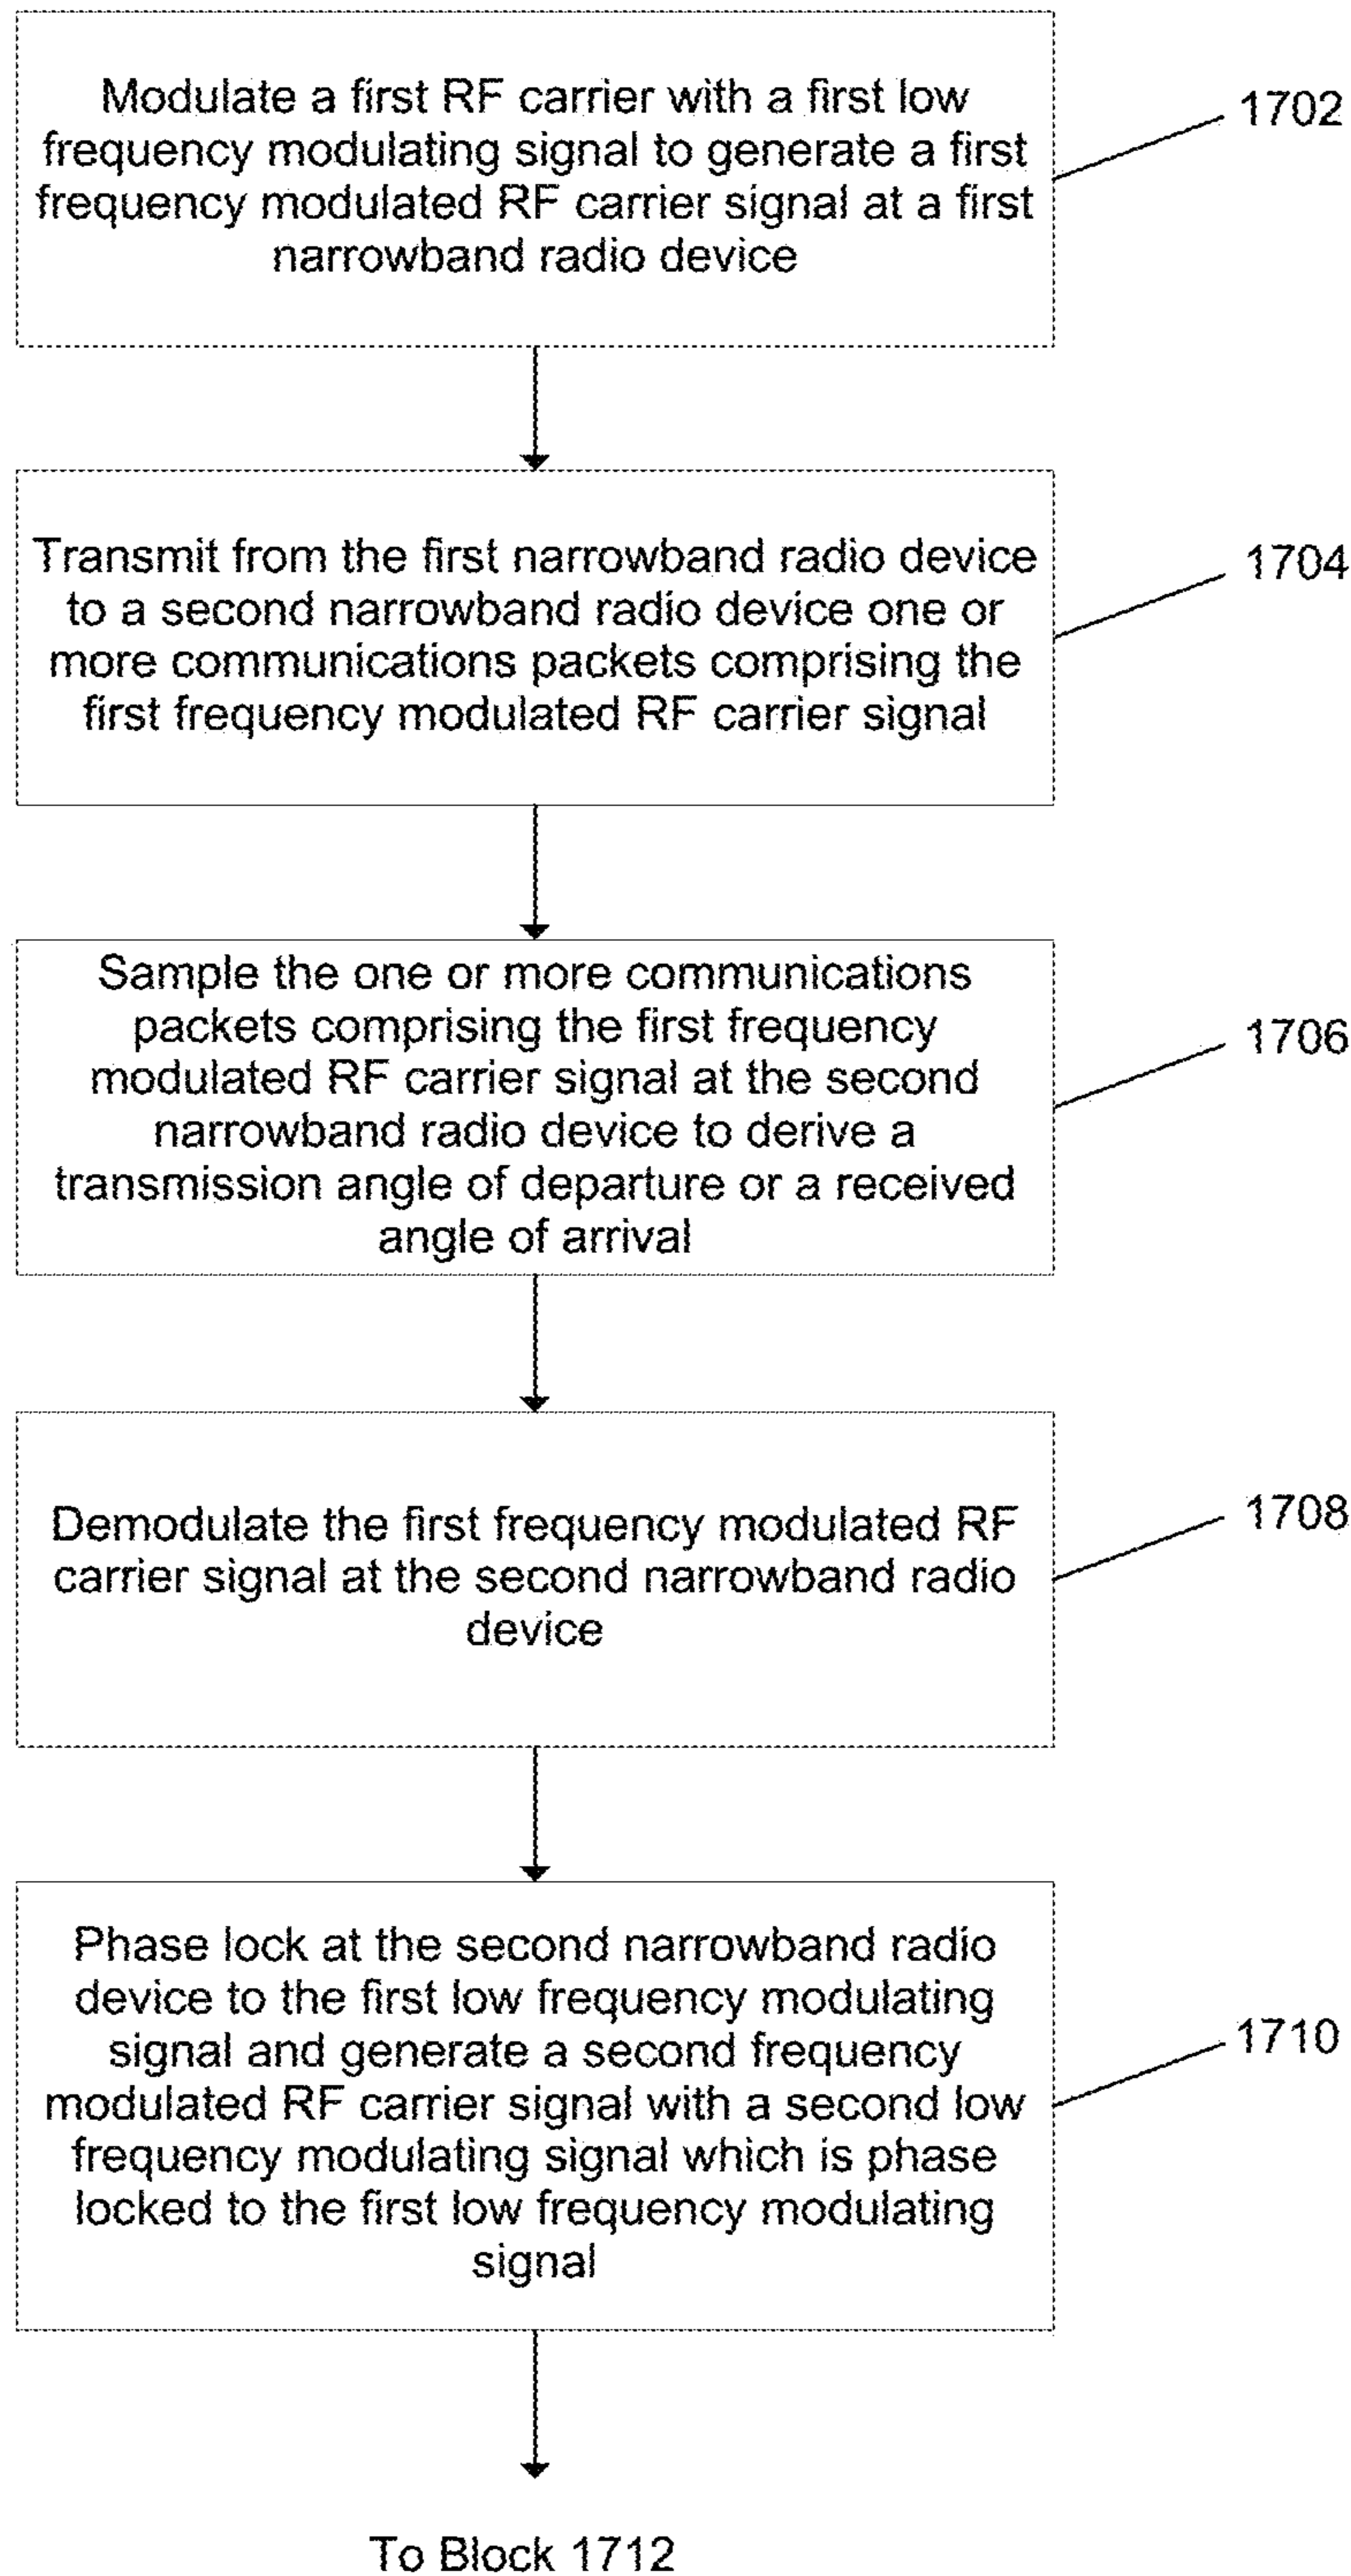 Modulate a first RF carrier with a first low
frequency modulating signal to generate a first
frequency modulated RF carrier signal at a first
narrowband radio device
1702
Transmit from the first narrowband radio device
to a second narrowband radio device one or
more communications packets comprising the
first frequency modulated RF carrier signal
1704
Sample the one or more communications
packets comprising the first frequency
modulated RF carrier signal at the second
narrowband radio device to derive a
transmission angle of departure or a received
angle of arrival
1706
Demodulate the first frequency modulated RF
carrier signal at the second narrowband radio
device
1708
Phase lock at the second narrowband radio
device to the first low frequency modulating
signal and generate a second frequency
modulated RF carrier signal with a second low
frequency modulating signal which is phase
locked to the first low frequency modulating
signal
1710
To Block 1712